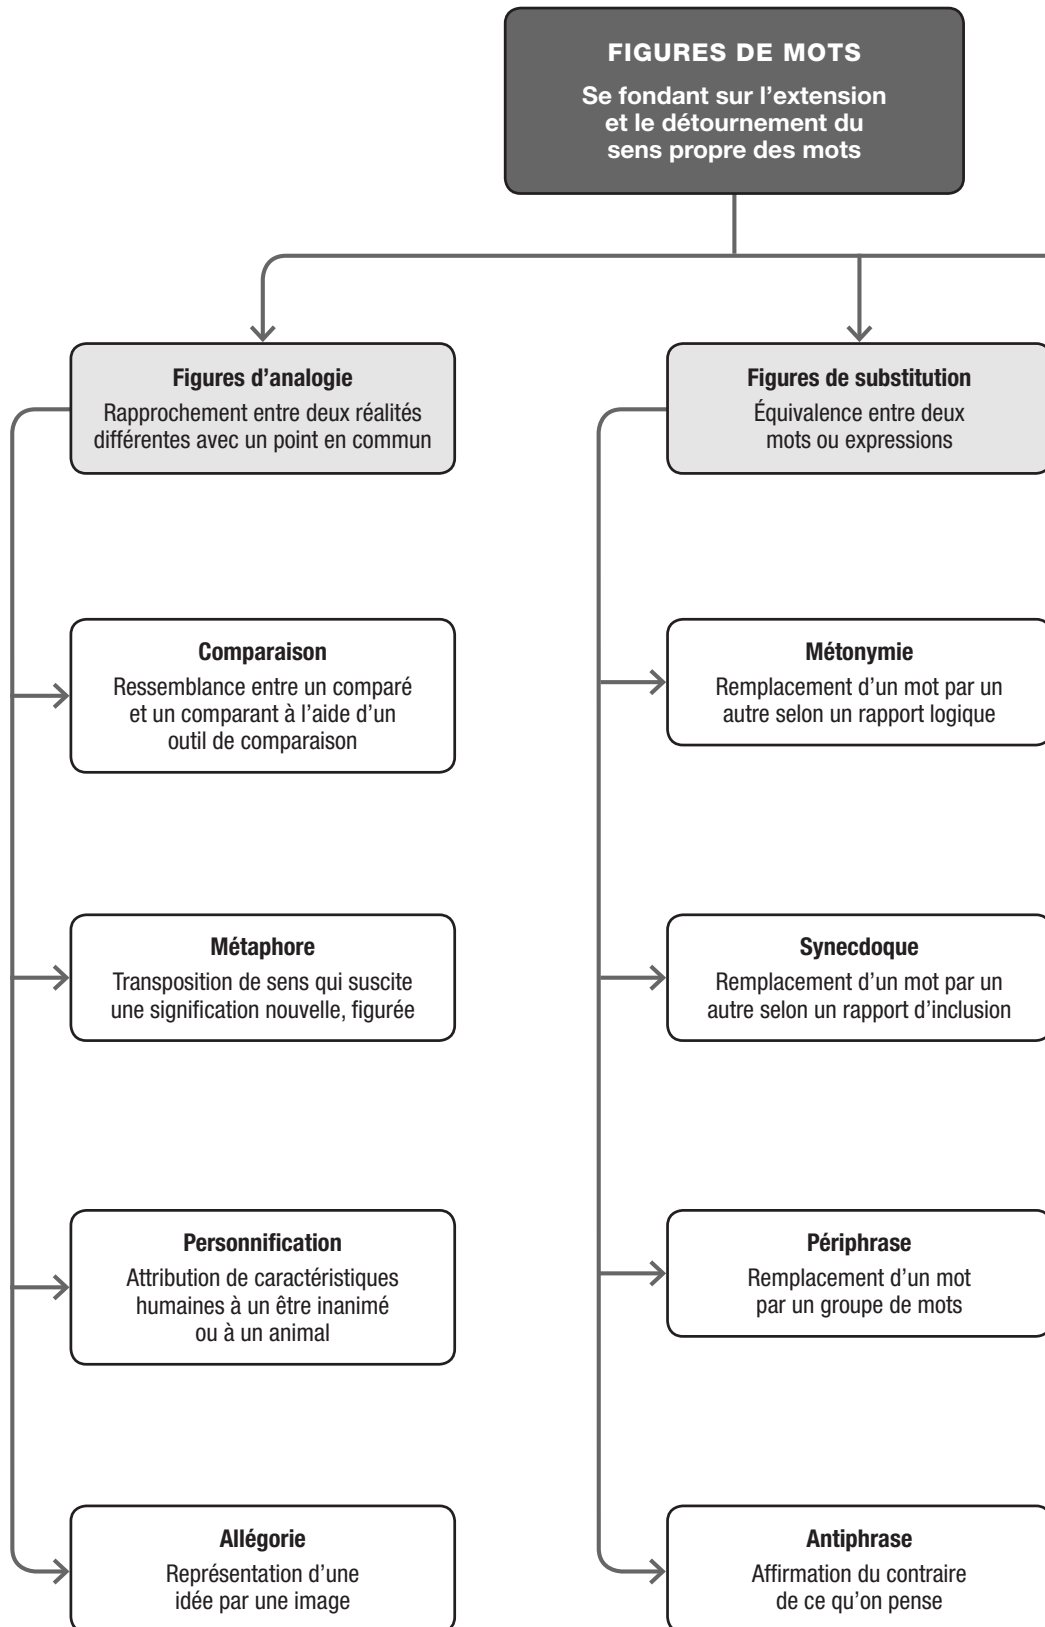 FIGURES DE MOTS
Se fondant sur l’extension
et le détournement du
sens propre des mots
Figures d’analogie
Rapprochement entre deux réalités
différentes avec un point en commun
Figures de substitution
Équivalence entre deux
mots ou expressions
Comparaison
Ressemblance entre un comparé
et un comparant à l’aide d’un
outil de comparaison
Métonymie
Remplacement d’un mot par un
autre selon un rapport logique
Métaphore
Transposition de sens qui suscite
une signification nouvelle, figurée
Synecdoque
Remplacement d’un mot par un
autre selon un rapport d’inclusion
Personnification
Attribution de caractéristiques
humaines à un être inanimé
ou à un animal
Périphrase
Remplacement d’un mot
par un groupe de mots
Allégorie
Représentation d’une
idée par une image
Antiphrase
Affirmation du contraire
de ce qu’on pense